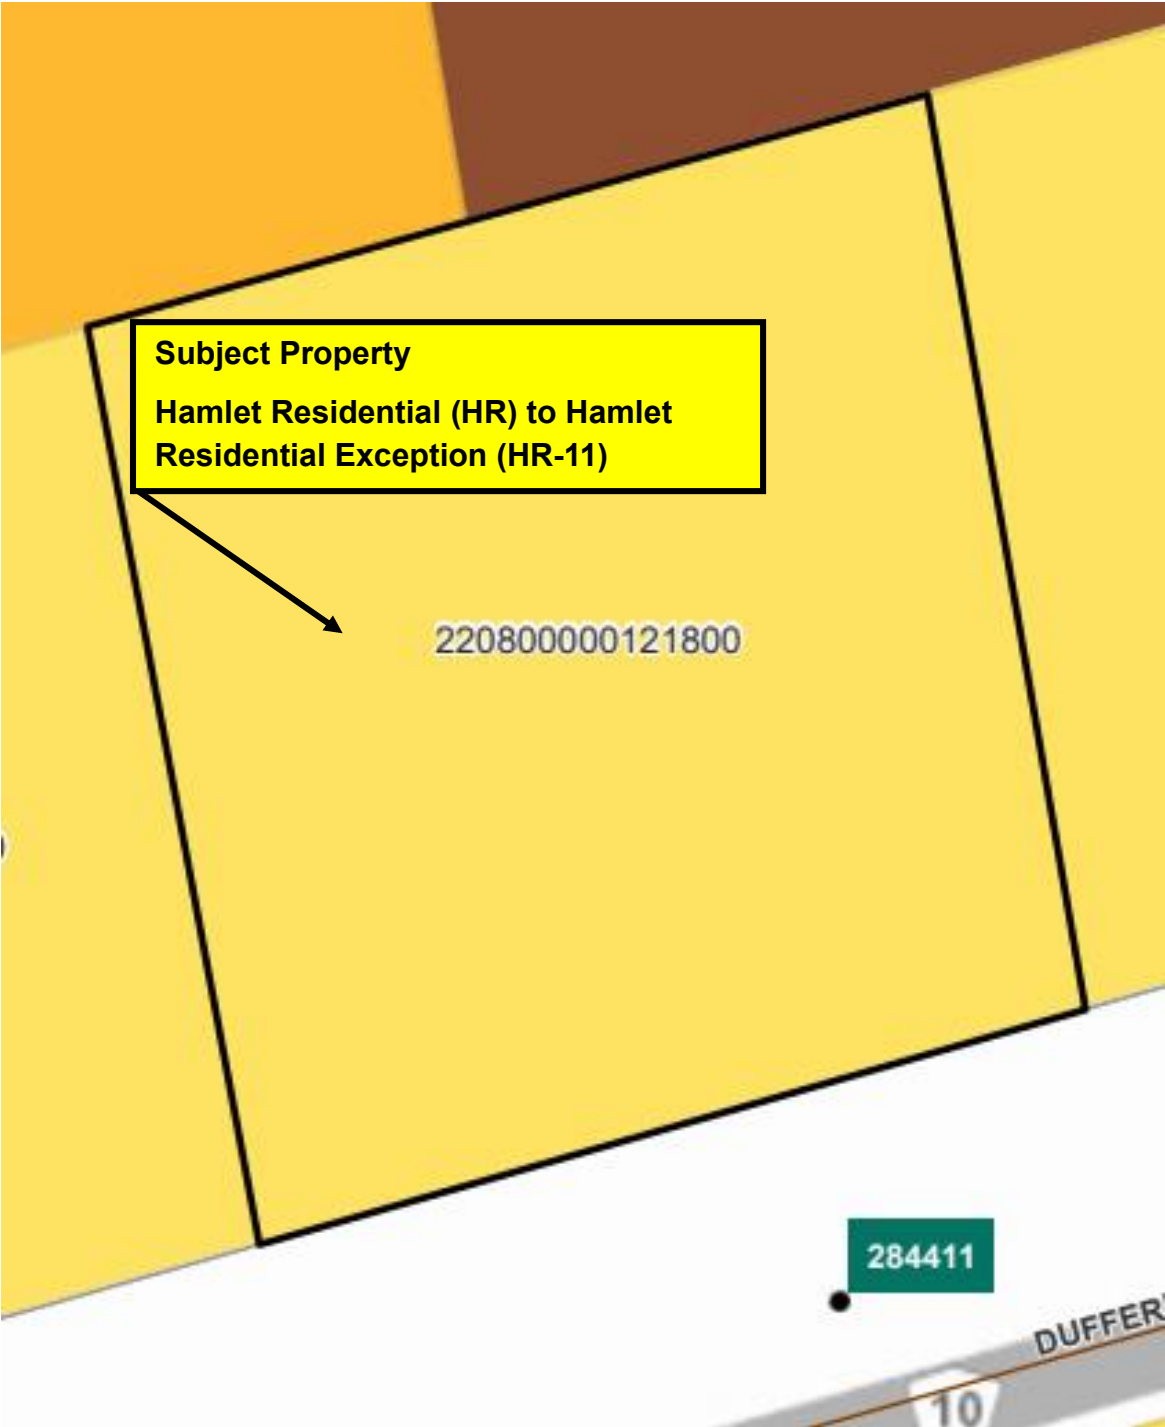 Subject Property
Hamlet Residential (HR) to Hamlet
Residential Exception (HR-11)
220800000121800
284411
DUFFER
10